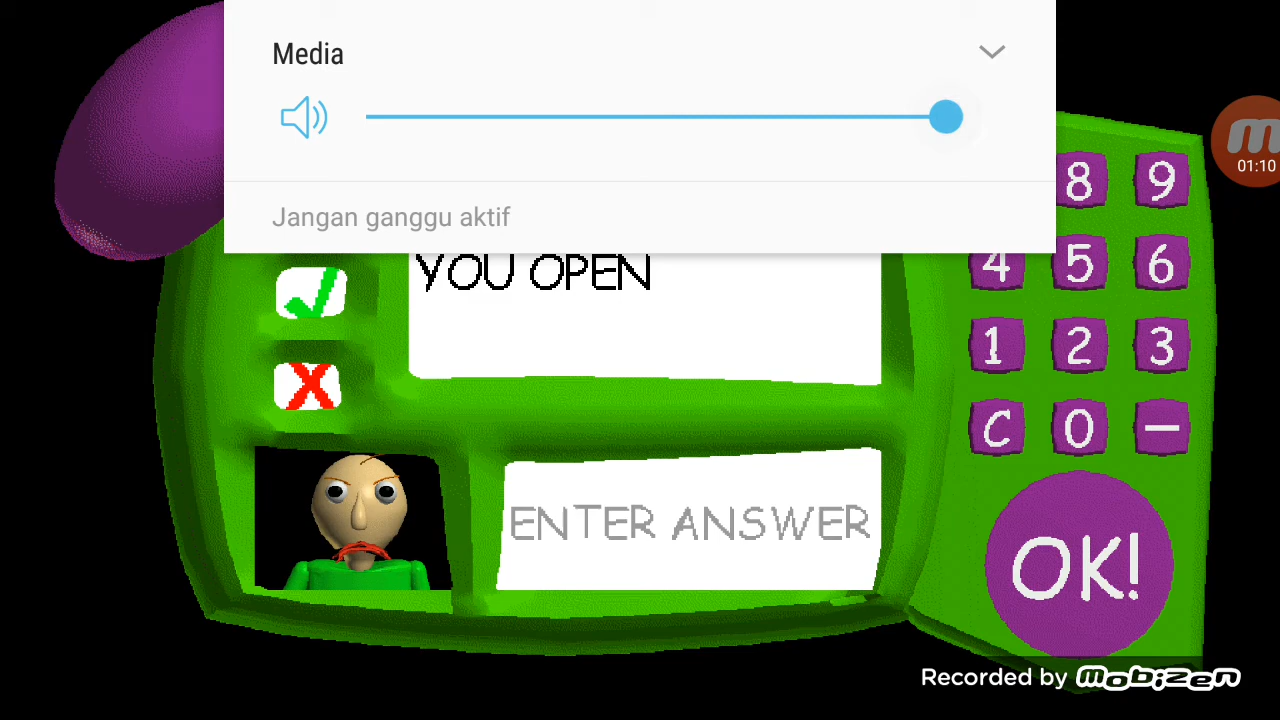 Media
01:10
8 9
Jangan ganggu aktif
YOU OPEN
4 5 6
1 2 3
C 0 –
ENTER ANSWER
OK!
Recorded by mobizen